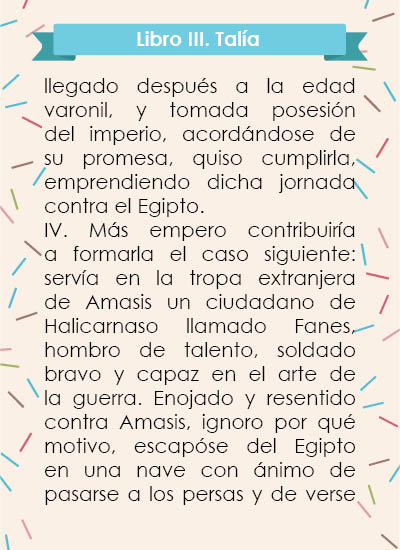 Libro III. Talía
llegado después a la edad
varonil, y tomada posesión
del imperio, acordándose de
su promesa, quiso cumplirla,
emprendiendo dicha jornada
contra el Egipto.
IV. Más empero contribuiría
a formarla el caso siguiente:
servía en la tropa extranjera
de Amasis un ciudadano de
Halicarnaso llamado Fanes,
hombro de talento, soldado
bravo y capaz en el arte de
la guerra. Enojado y resentido
contra Amasis, ignoro por qué
motivo, escapóse del Egipto
en una nave con ánimo de
pasarse a los persas y de verse